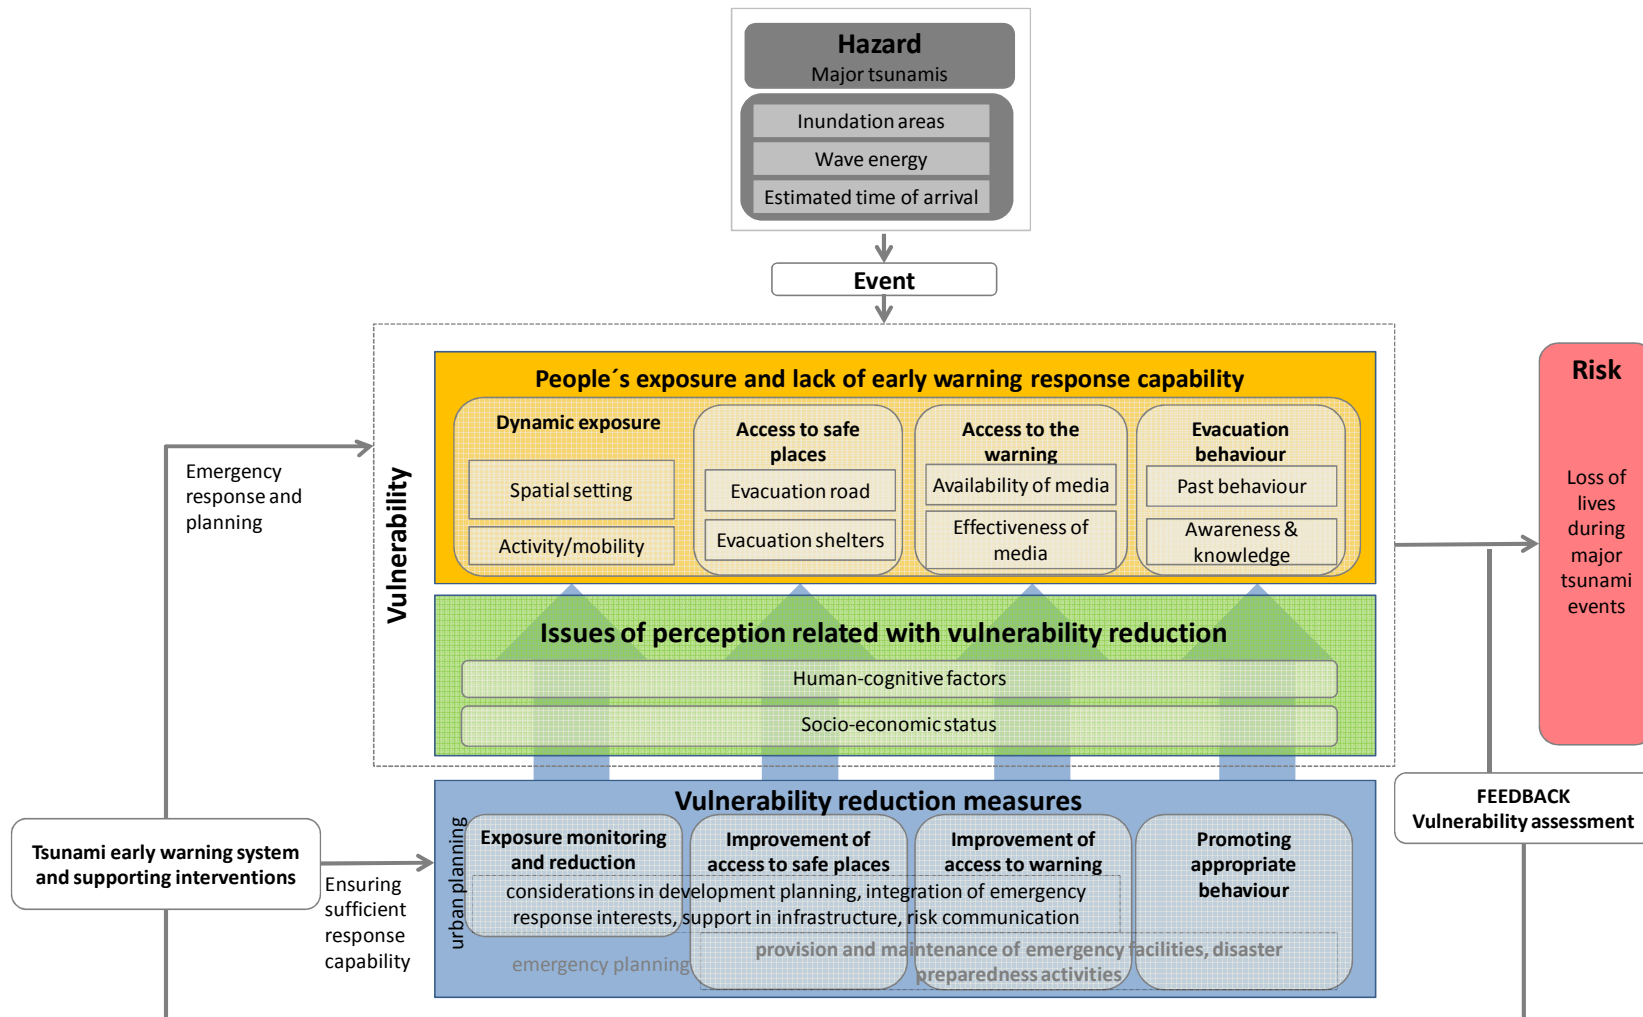 Hazard
Major tsunamis
Inundation areas
Wave energy
Estimated time of arrival
Event
Vulnerability
People´s exposure and lack of early warning response capability
Dynamic exposure
Spatial setting
Activity/mobility
Access to safe
places
Evacuation road
Evacuation shelters
Access to the
warning
Availability of media
Effectiveness of
media
Evacuation
behaviour
Past behaviour
Awareness &
knowledge
Issues of perception related with vulnerability reduction
Human-cognitive factors
Socio-economic status
Vulnerability reduction measures
urban planning
Exposure monitoring
and reduction
Improvement of
access to safe places
Improvement of
access to warning
Promoting
appropriate
behaviour
considerations in development planning, integration of emergency
response interests, support in infrastructure, risk communication
emergency planning
provision and maintenance of emergency facilities, disaster
preparedness activities
Emergency
response and
planning
Tsunami early warning system
and supporting interventions
Ensuring
sufficient
response
capability
Risk
Loss of
lives
during
major
tsunami
events
FEEDBACK
Vulnerability assessment